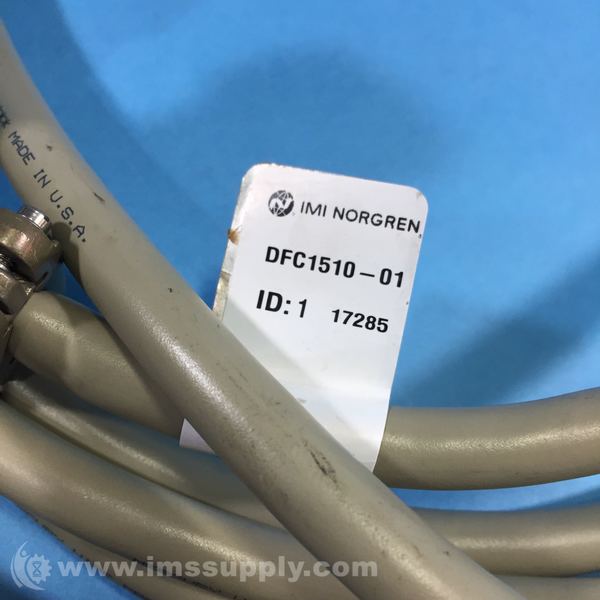 MADE IN U.S.A.
IMI NORGREN
DFC1510-01
ID: 1 17285
www.imssupply.com